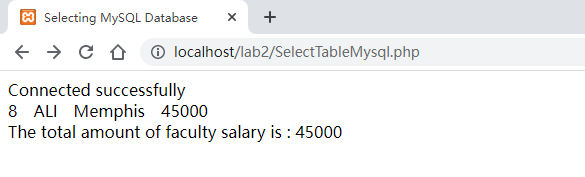 Selecting MySQL Database
localhost/lab2/SelectTableMysql.php
Connected successfully
8 ALI Memphis 45000
The total amount of faculty salary is : 45000